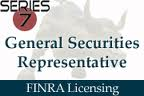 SERIES
7
General Securities
Representative
FINRA Licensing